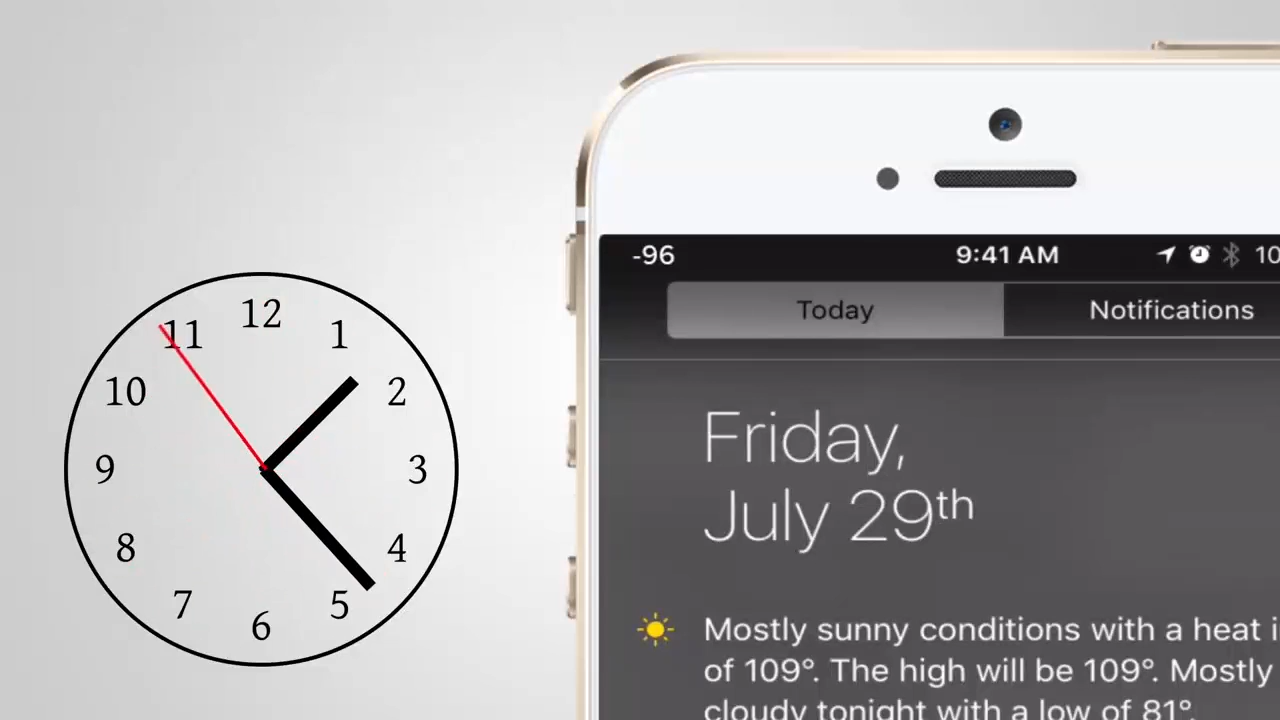 12
11
1
10
2
9
3
8
4
7
5
6
-96
9:41 AM
10
Today
Notifications
Friday,
July 29th
Mostly sunny conditions with a heat i
of 109°. The high will be 109°. Mostly
cloudy tonight with a low of 81°.